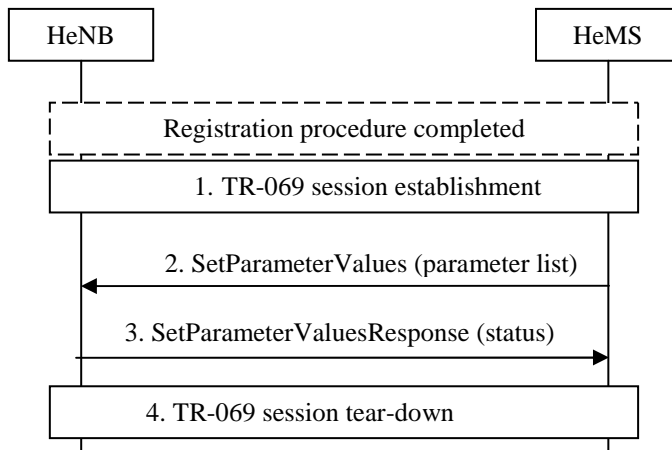 HeNB
HeMS
Registration procedure completed
1. TR-069 session establishment
2. SetParameterValues (parameter list)
3. SetParameterValuesResponse (status)
4. TR-069 session tear-down